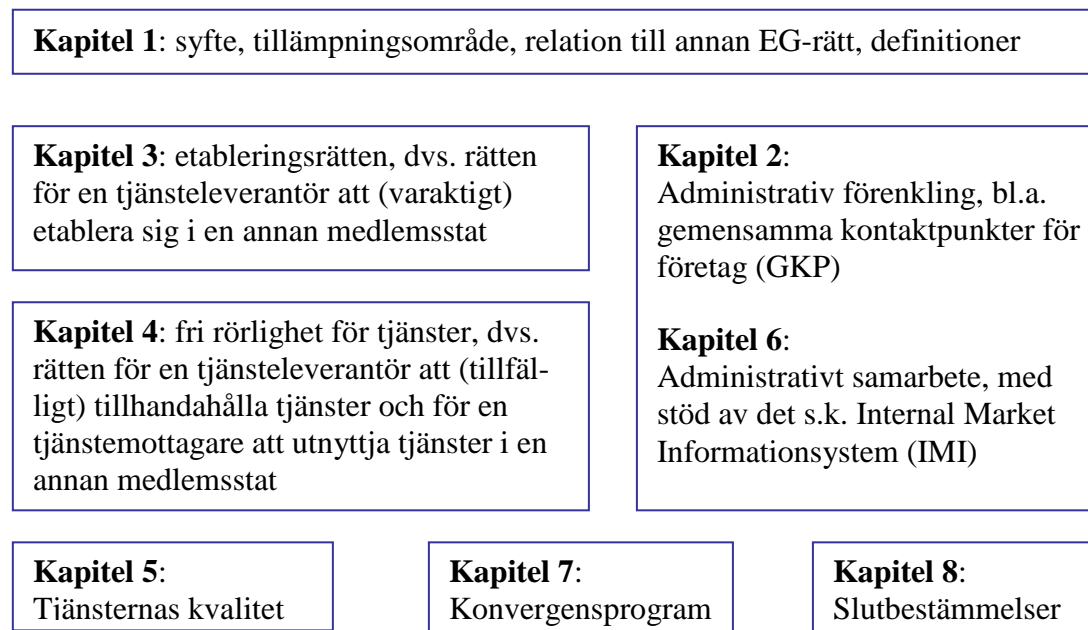 Kapitel 1: syfte, tillämpningsområde, relation till annan EG-rätt, definitioner
Kapitel 3: etableringsrätten, dvs. rätten
för en tjänsteleverantör att (varaktigt)
etablera sig i en annan medlemsstat
Kapitel 2:
Administrativ förenkling, bl.a.
gemensamma kontaktpunkter för
företag (GKP)
Kapitel 4: fri rörlighet för tjänster, dvs.
rätten för en tjänsteleverantör att (tillfäl-
ligt) tillhandahålla tjänster och för en
tjänstemottagare att utnyttja tjänster i en
annan medlemsstat
Kapitel 6:
Administrativt samarbete, med
stöd av det s.k. Internal Market
Informationsystem (IMI)
Kapitel 5:
Tjänsternas kvalitet
Kapitel 7:
Konvergensprogram
Kapitel 8:
Slutbestämmelser